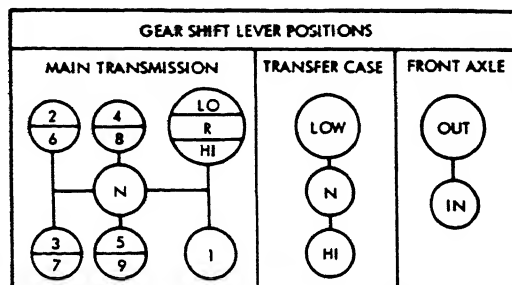 GEAR SHIFT LEVER POSITIONS
MAIN TRANSMISSION
TRANSFER CASE
FRONT AXLE
2
6
4
8
LO
R
HI
N
3
7
5
9
1
LOW
N
HI
OUT
IN